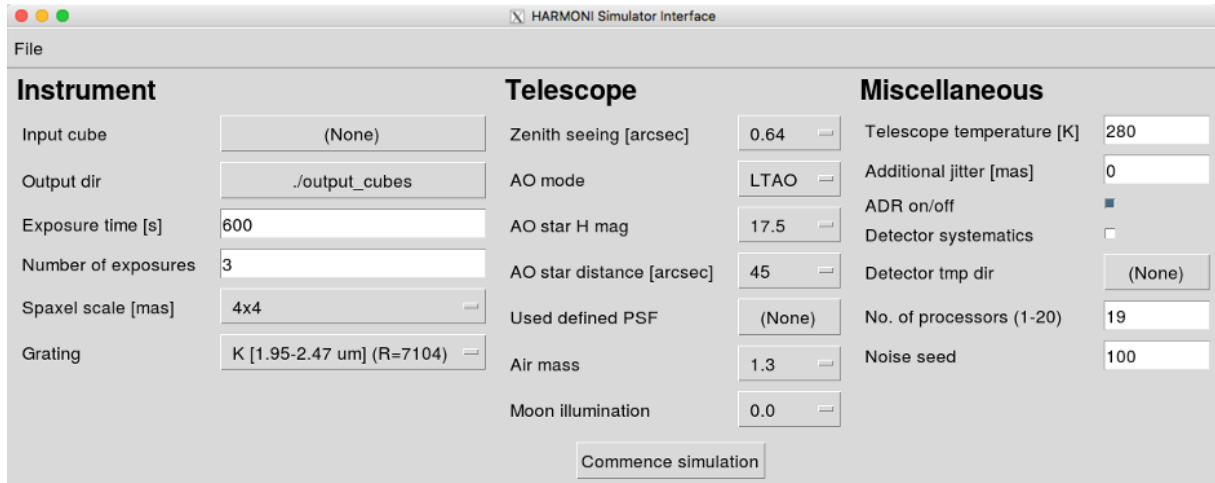 HARMONI Simulator Interface
File
Instrument
Input cube (None)
Output dir ./output_cubes
Exposure time [s] 600
Number of exposures 3
Spaxel scale [mas] 4x4
Grating K [1.95-2.47 um] (R=7104)
Telescope
Zenith seeing [arcsec] 0.64
AO mode LTAO
AO star H mag 17.5
AO star distance [arcsec] 45
Used defined PSF (None)
Air mass 1.3
Moon illumination 0.0
Miscellaneous
Telescope temperature [K] 280
Additional jitter [mas] 0
ADR on/off
Detector systematics
Detector tmp dir (None)
No. of processors (1-20) 19
Noise seed 100
Commence simulation